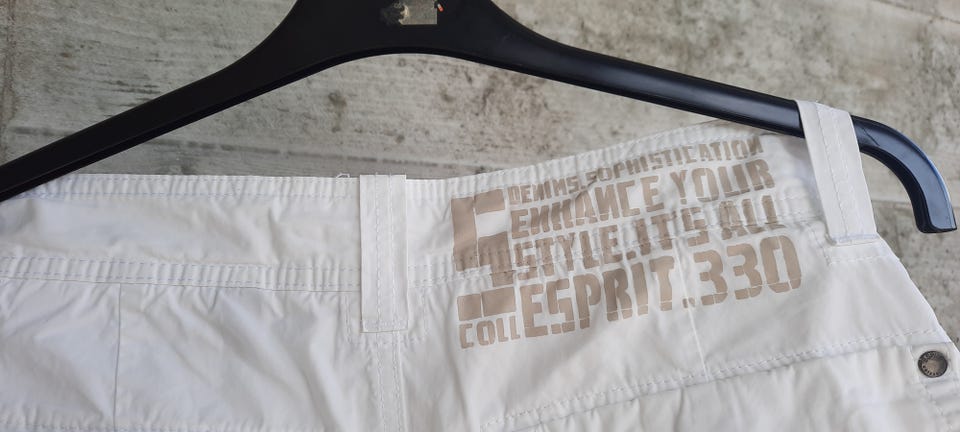 DENIMS.SOPHISTICATION
ENHANCE YOUR
STYLE.IT'S ALL
ESPRIT.330
COLL